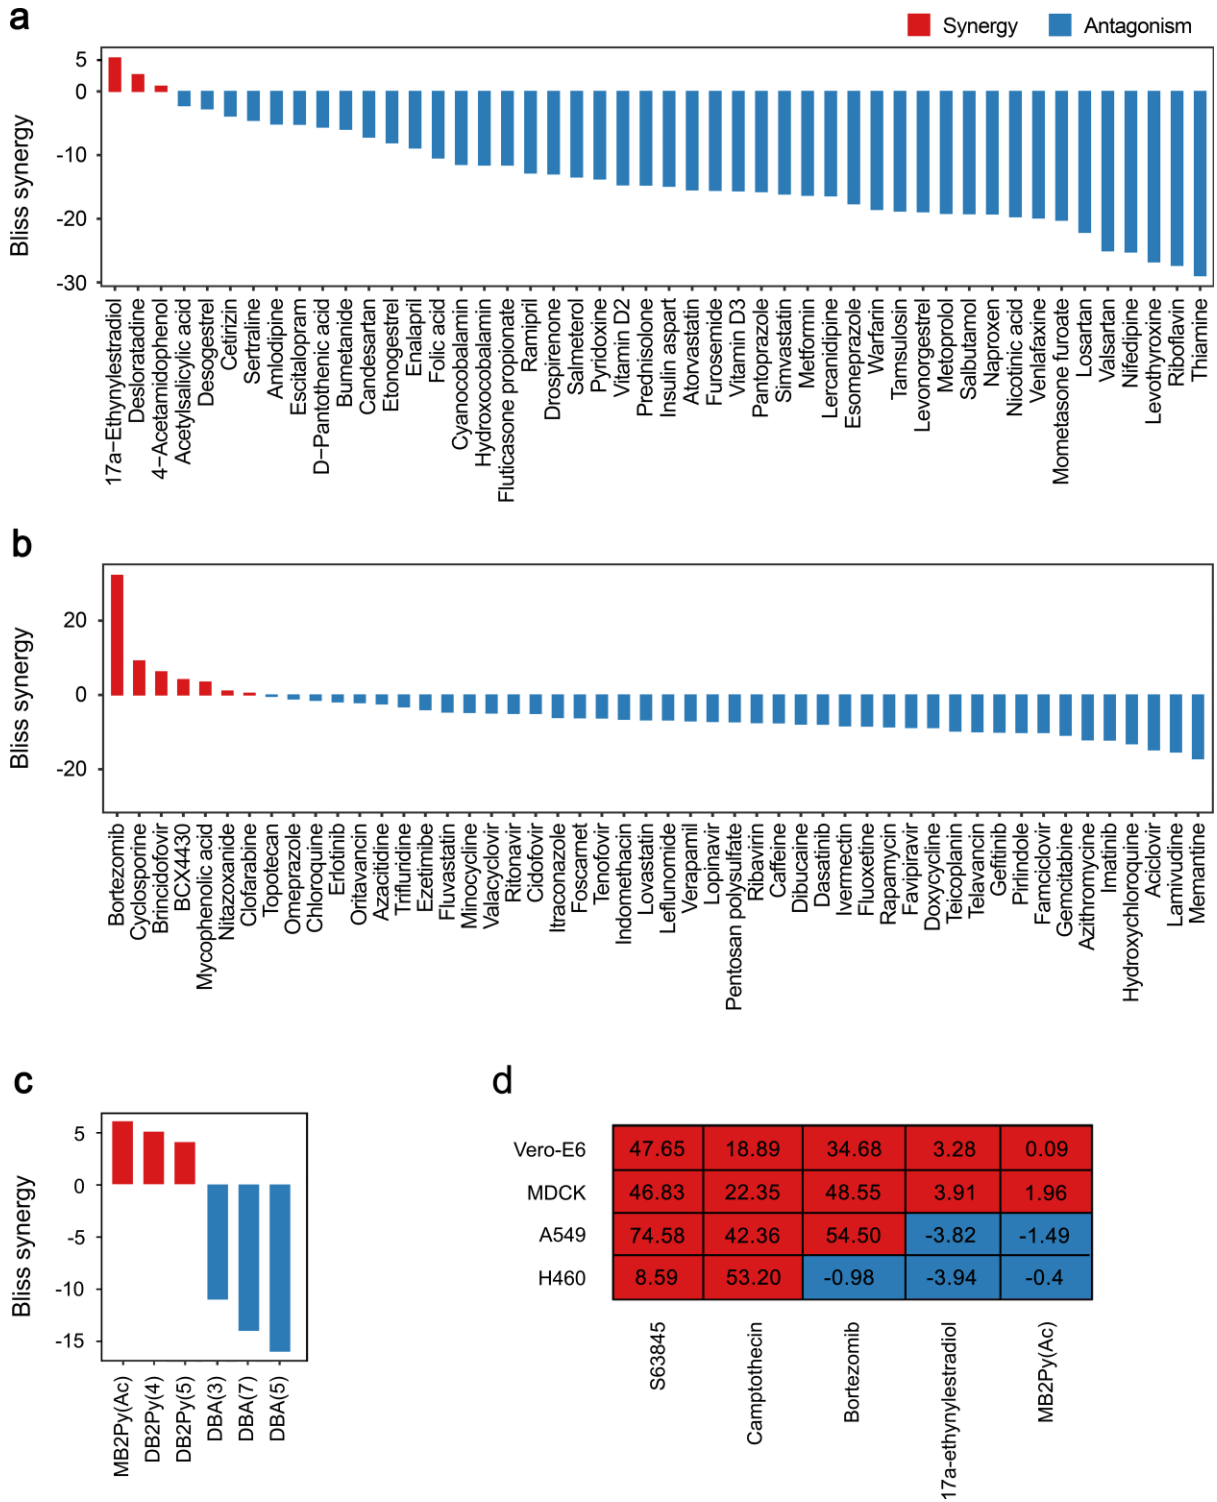 a
Synergy
Antagonism
Bliss synergy
5
0
-10
-20
-30
17a−Ethynylestradiol
Desloratadine
4−Acetamidophenol
Acetylsalicylic acid
Desogestrel
Cetirizin
Sertraline
Amlodipine
Escitalopram
D−Pantothenic acid
Bumetanide
Candesartan
Etonogestrel
Enalapril
Folic acid
Cyanocobalamin
Hydroxocobalamin
Fluticasone propionate
Ramipril
Drospirenone
Salmeterol
Pyridoxine
Vitamin D2
Prednisolone
Insulin aspart
Atorvastatin
Furosemide
Vitamin D3
Pantoprazole
Simvastatin
Metformin
Lercanidipine
Esomeprazole
Warfarin
Tamsulosin
Levonorgestrel
Metoprolol
Salbutamol
Naproxen
Nicotinic acid
Venlafaxine
Mometasone furoate
Losartan
Valsartan
Nifedipine
Levothyroxine
Riboflavin
Thiamine
b
Bliss synergy
20
0
-20
Bortezomib
Cyclosporine
Brincidofovir
BCX4430
Mycophenolic acid
Nitazoxanide
Clofarabine
Topotecan
Omeprazole
Chloroquine
Erlotinib
Oritavancin
Azacitidine
Trifluridine
Ezetimibe
Fluvastatin
Minocycline
Valacyclovir
Ritonavir
Cidofovir
Itraconazole
Foscarnet
Tenofovir
Indomethacin
Lovastatin
Leflunomide
Verapamil
Lopinavir
Pentosan polysulfate
Ribavirin
Caffeine
Dibucaine
Dasatinib
Ivermectin
Fluoxetine
Rapamycin
Favipiravir
Doxycycline
Teicoplanin
Telavancin
Gefitinib
Pirlindole
Famciclovir
Gemcitabine
Azithromycin
Imatinib
Hydroxychloroquine
Aciclovir
Lamivudine
Memantine
c
Bliss synergy
5
0
-5
-10
-15
MB2Py(Ac)
DB2Py(4)
DB2Py(5)
DBA(3)
DBA(7)
DBA(5)
d
Vero-E6 47.65 18.89 34.68 3.28 0.09
MDCK 46.83 22.35 48.55 3.91 1.96
A549 74.58 42.36 54.50 -3.82 -1.49
H460 8.59 53.20 -0.98 -3.94 -0.4
S63845
Camptothecin
Bortezomib
17a-ethynylestradiol
MB2Py(Ac)